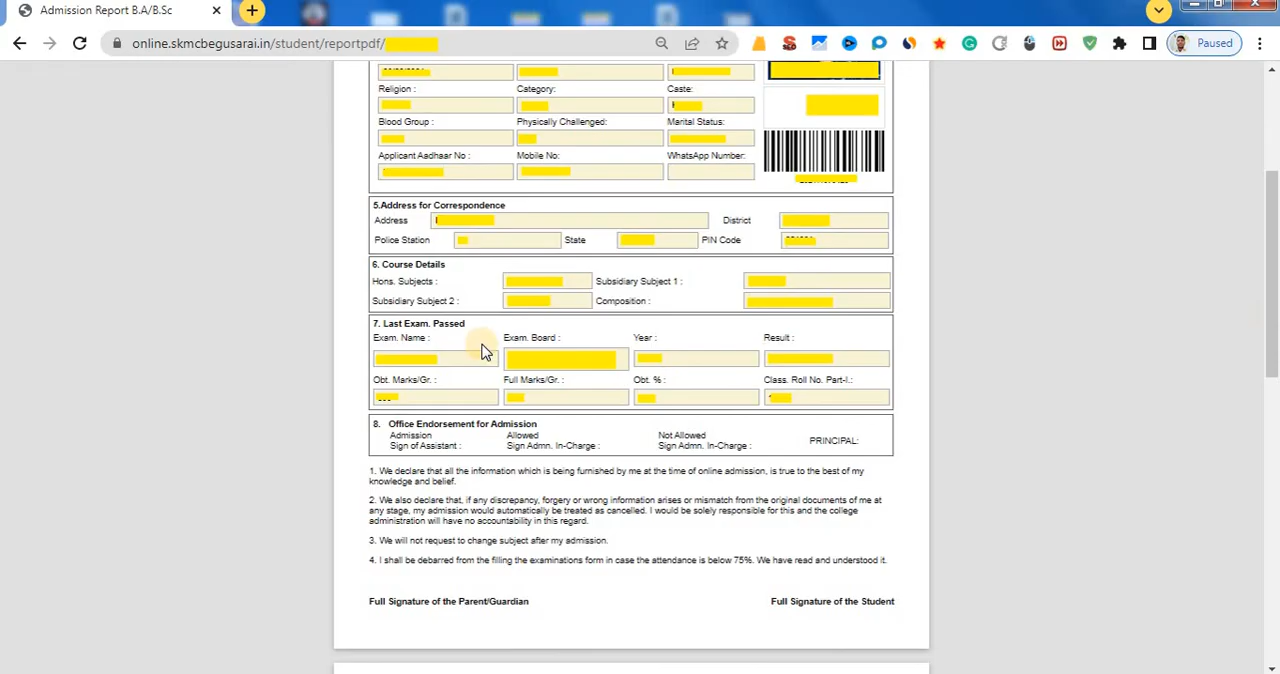 Admission Report B.A/B.Sc
online.skmcbegusarai.in/student/reportpdf/
Paused
Religion :
Category:
Caste:
Blood Group :
Physically Challenged:
Marital Status:
Applicant Aadhaar No :
Mobile No:
WhatsApp Number:
5.Address for Correspondence
Address
District
Police Station
State
PIN Code
6. Course Details
Hons. Subjects :
Subsidiary Subject 1 :
Subsidiary Subject 2 :
Composition :
7. Last Exam. Passed
Exam. Name :
Exam. Board :
Year :
Result :
Obt. Marks/Gr. :
Full Marks/Gr. :
Obt. % :
Class. Roll No. Part-I.:
8. Office Endorsement for Admission
Admission
Allowed
Not Allowed
Sign of Assistant :
Sign Admn. In-Charge :
Sign Admn. In-Charge :
PRINCIPAL:
1. We declare that all the information which is being furnished by me at the time of online admission, is true to the best of my
knowledge and belief.
2. We also declare that, if any discrepancy, forgery or wrong information arises or mismatch from the original documents of me at
any stage, my admission would automatically be treated as cancelled. I would be solely responsible for this and the college
administration will have no accountability in this regard.
3. We will not request to change subject after my admission.
4. I shall be debarred from the filling the examinations form in case the attendance is below 75%. We have read and understood it.
Full Signature of the Parent/Guardian
Full Signature of the Student